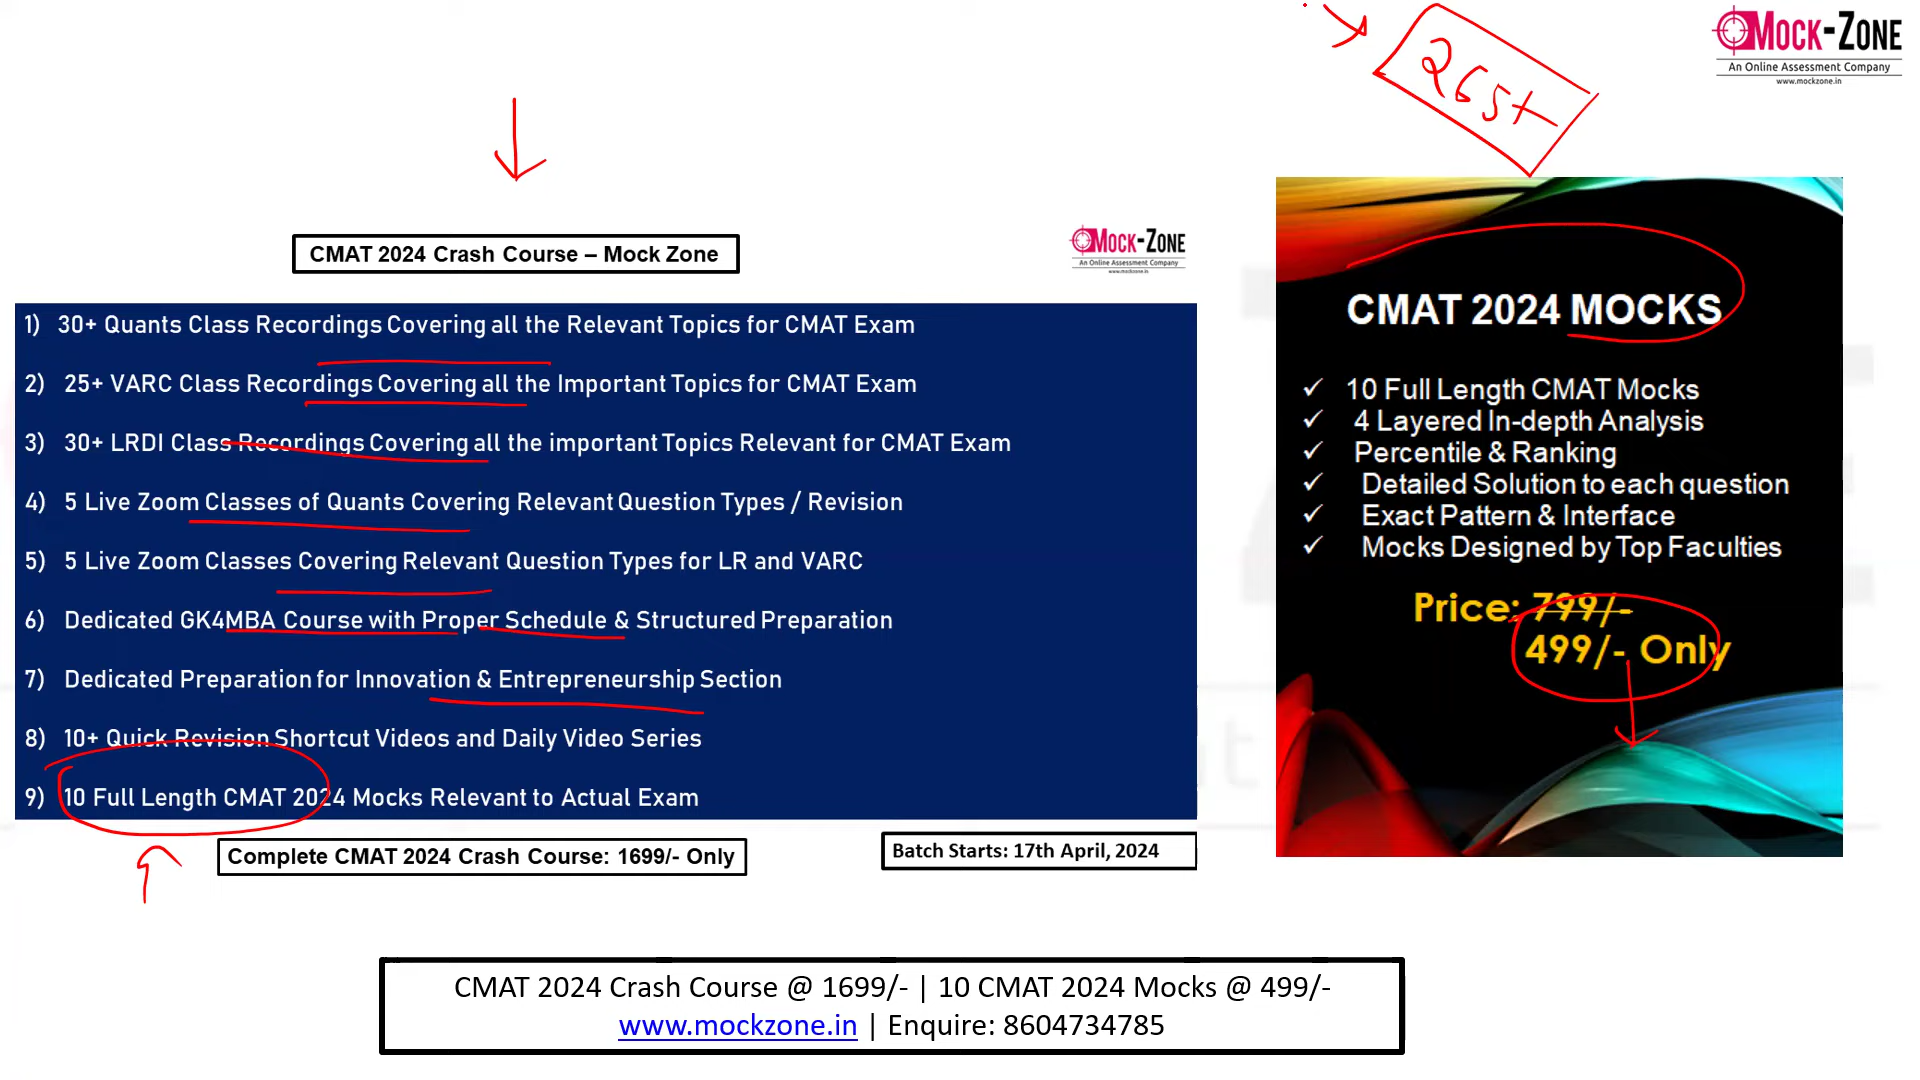 265+
MOCK-ZONE
An Online Assessment Company
www.mockzone.in
CMAT 2024 Crash Course – Mock Zone
MOCK-ZONE
An Online Assessment Company
www.mockzone.in
1) 30+ Quants Class Recordings Covering all the Relevant Topics for CMAT Exam
2) 25+ VARC Class Recordings Covering all the Important Topics for CMAT Exam
3) 30+ LRDI Class Recordings Covering all the important Topics Relevant for CMAT Exam
4) 5 Live Zoom Classes of Quants Covering Relevant Question Types / Revision
5) 5 Live Zoom Classes Covering Relevant Question Types for LR and VARC
6) Dedicated GK4MBA Course with Proper Schedule & Structured Preparation
7) Dedicated Preparation for Innovation & Entrepreneurship Section
8) 10+ Quick Revision Shortcut Videos and Daily Video Series
9) 10 Full Length CMAT 2024 Mocks Relevant to Actual Exam
Complete CMAT 2024 Crash Course: 1699/- Only
Batch Starts: 17th April, 2024
CMAT 2024 MOCKS
✓ 10 Full Length CMAT Mocks
✓ 4 Layered In-depth Analysis
✓ Percentile & Ranking
✓ Detailed Solution to each question
✓ Exact Pattern & Interface
✓ Mocks Designed by Top Faculties
Price: 799/-
499/- Only
CMAT 2024 Crash Course @ 1699/- | 10 CMAT 2024 Mocks @ 499/-
www.mockzone.in | Enquire: 8604734785